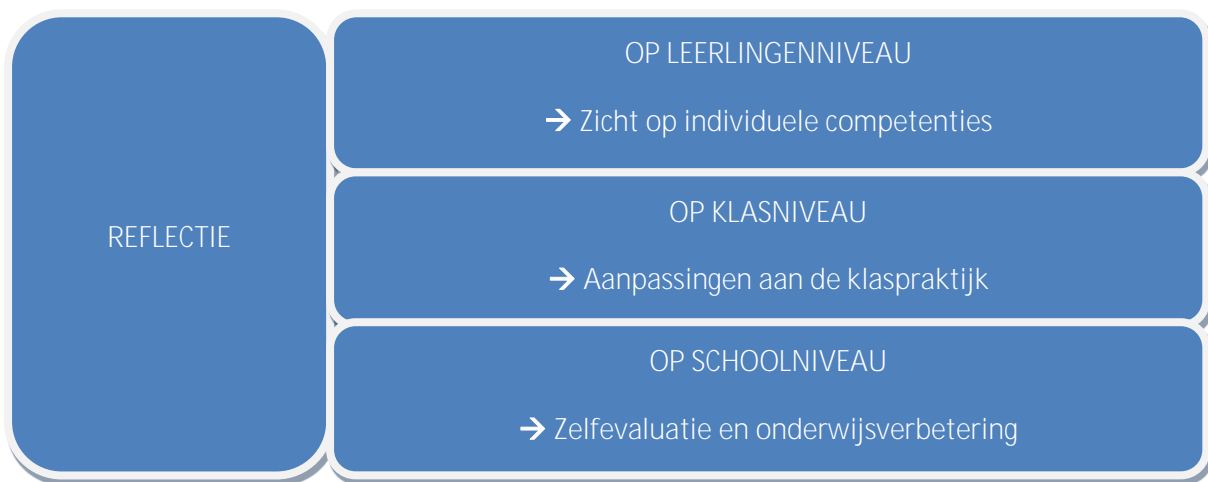 REFLECTIE
OP LEERLINGENNIVEAU
→ Zicht op individuele competenties
OP KLASNIVEAU
→ Aanpassingen aan de klaspraktijk
OP SCHOOLNIVEAU
→ Zelfevaluatie en onderwijsverbetering